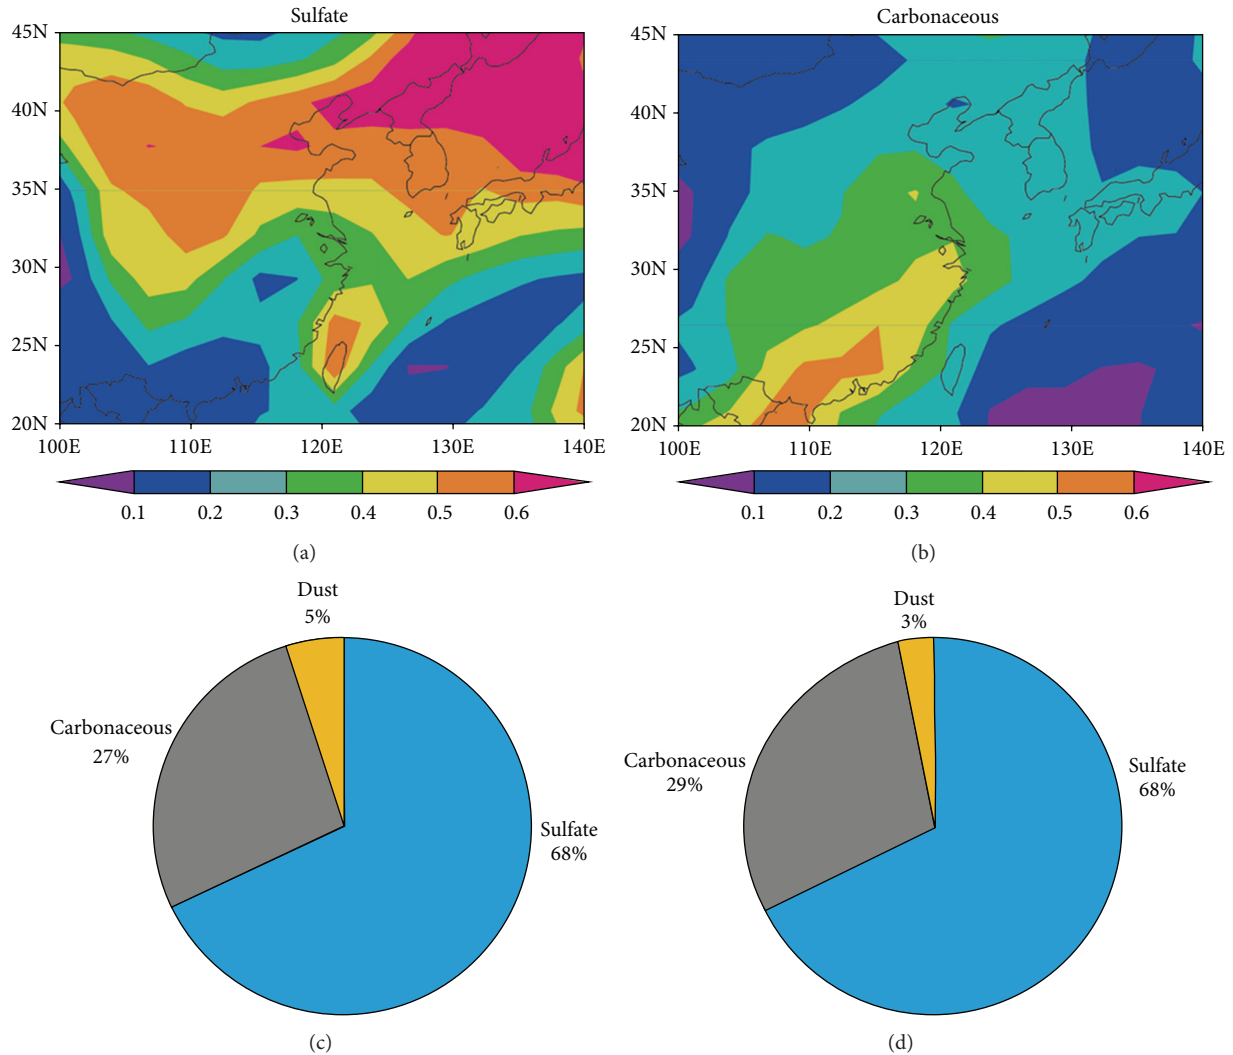 Sulfate
45N
40N
35N
30N
25N
20N
100E 110E 120E 130E 140E
0.1 0.2 0.3 0.4 0.5 0.6
(a)
Carbonaceous
45N
40N
35N
30N
25N
20N
100E 110E 120E 130E 140E
0.1 0.2 0.3 0.4 0.5 0.6
(b)
Dust
5%
Carbonaceous
27%
Sulfate
68%
(c)
Dust
3%
Carbonaceous
29%
Sulfate
68%
(d)